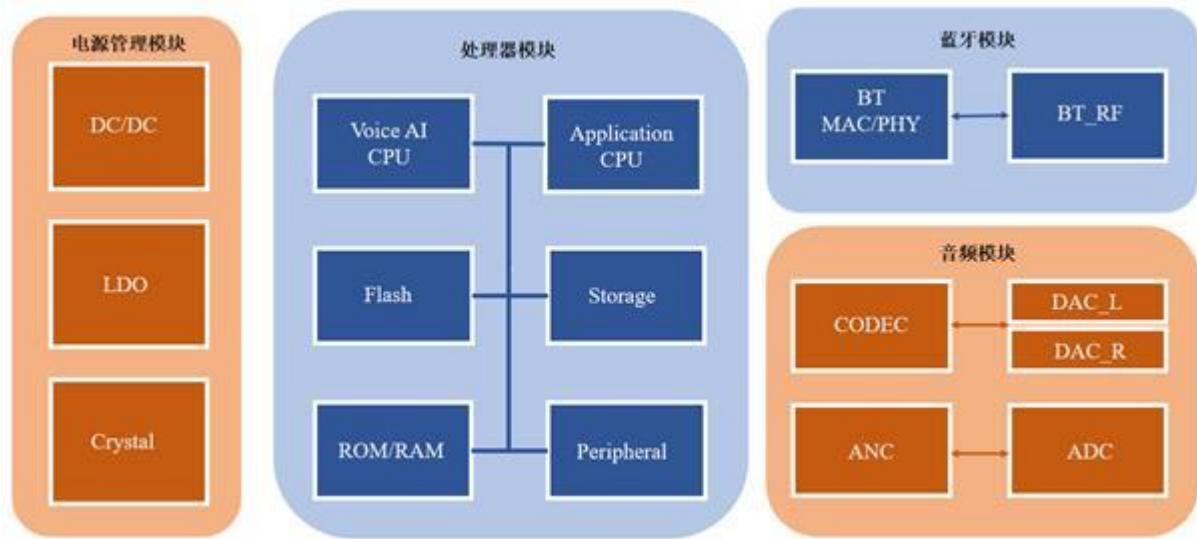 电源管理模块
DC/DC
LDO
Crystal
处理器模块
Voice AI
CPU
Application
CPU
Flash
Storage
ROM/RAM
Peripheral
蓝牙模块
BT
MAC/PHY
BT_RF
音频模块
CODEC
DAC_L
DAC_R
ANC
ADC